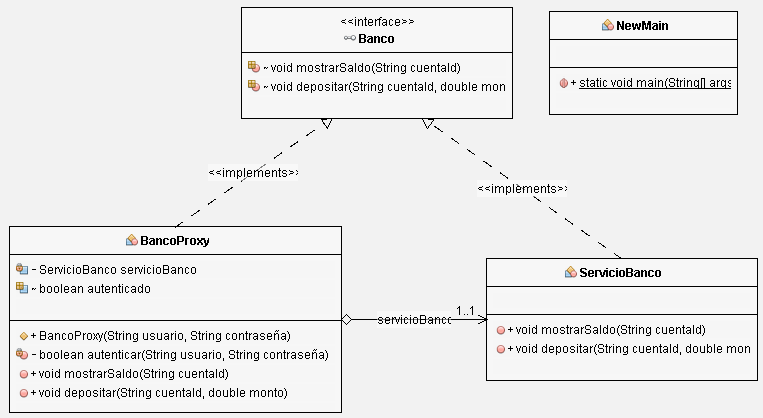 <<interface>>
Banco
~ void mostrarSaldo(String cuentaId)
~ void depositar(String cuentaId, double mon
NewMain
+ static void main(String[] args
<<implements>>
<<implements>>
BancoProxy
- ServicioBanco servicioBanco
~ boolean autenticado
+ BancoProxy(String usuario, String contraseña)
- boolean autenticar(String usuario, String contraseña)
+ void mostrarSaldo(String cuentaId)
+ void depositar(String cuentaId, double monto)
servicioBanco
1..1
ServicioBanco
+ void mostrarSaldo(String cuentaId)
+ void depositar(String cuentaId, double mon